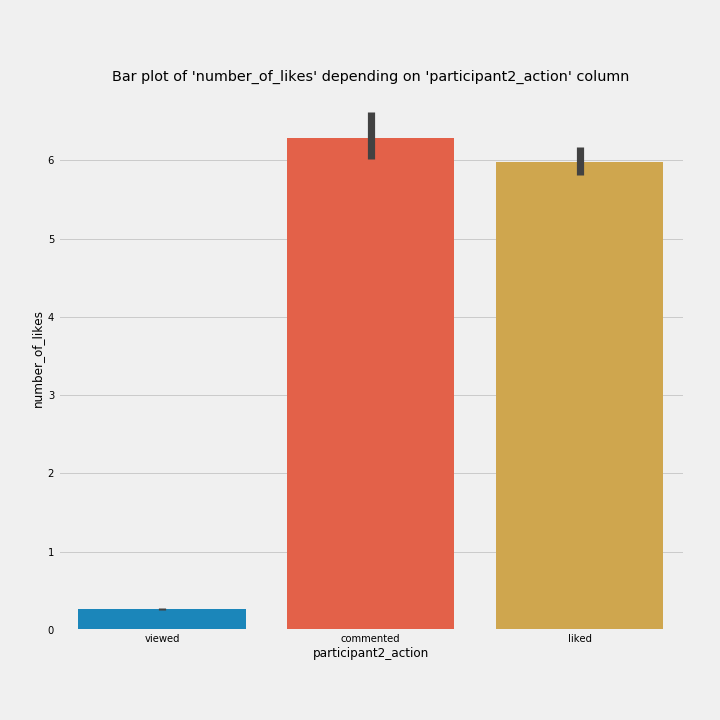 Bar plot of 'number_of_likes' depending on 'participant2_action' column
number_of_likes
6
5
4
3
2
1
0
viewed commented liked
participant2_action